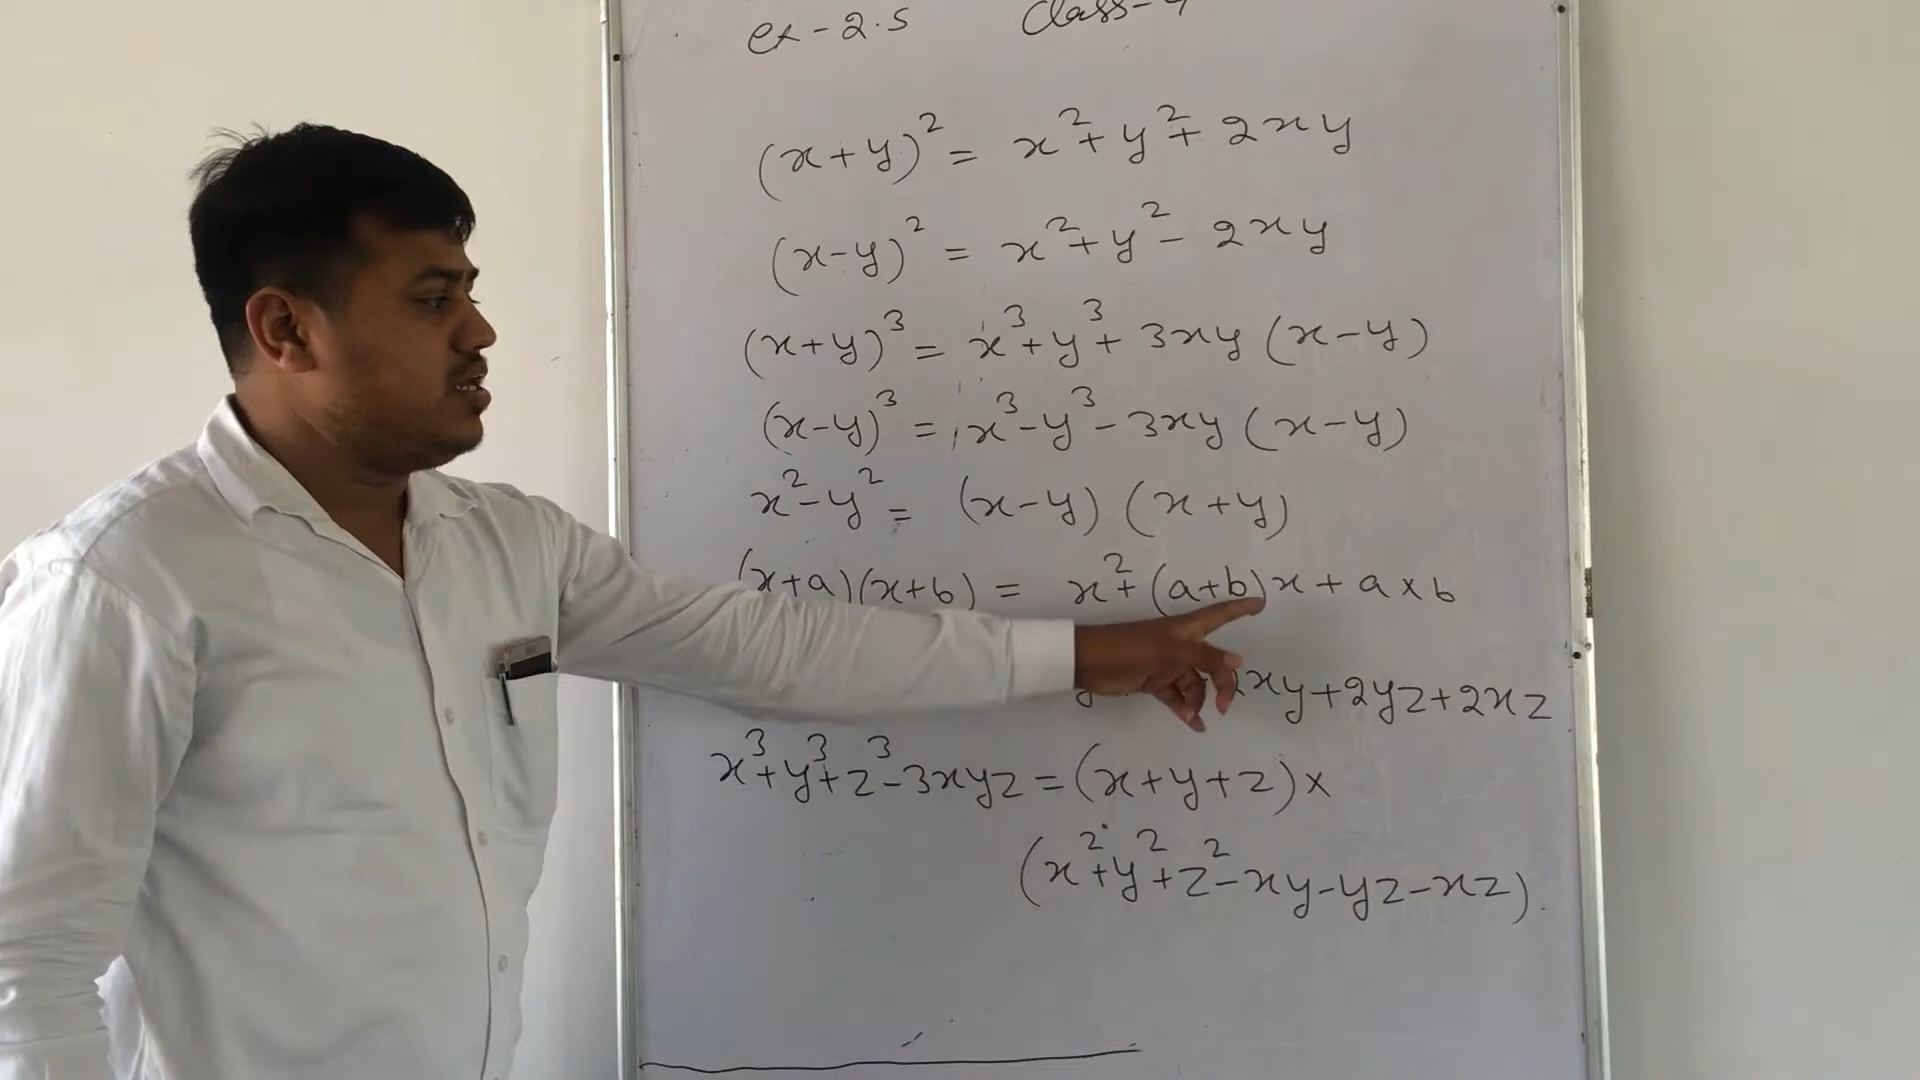 ex - 2.5 Class-9
(x+y)² = x²+y²+ 2xy
(x-y)² = x²+y²- 2xy
(x+y)³ = x³+y³+ 3xy (x-y)
(x-y)³ = x³-y³- 3xy (x-y)
x²-y² = (x-y) (x+y)
(x+a)(x+b) = x²+(a+b)x + a×b
2xy+2yz+2xz
x³+y³+z³-3xyz = (x+y+z)×
(x²+y²+z²-xy-yz-xz).